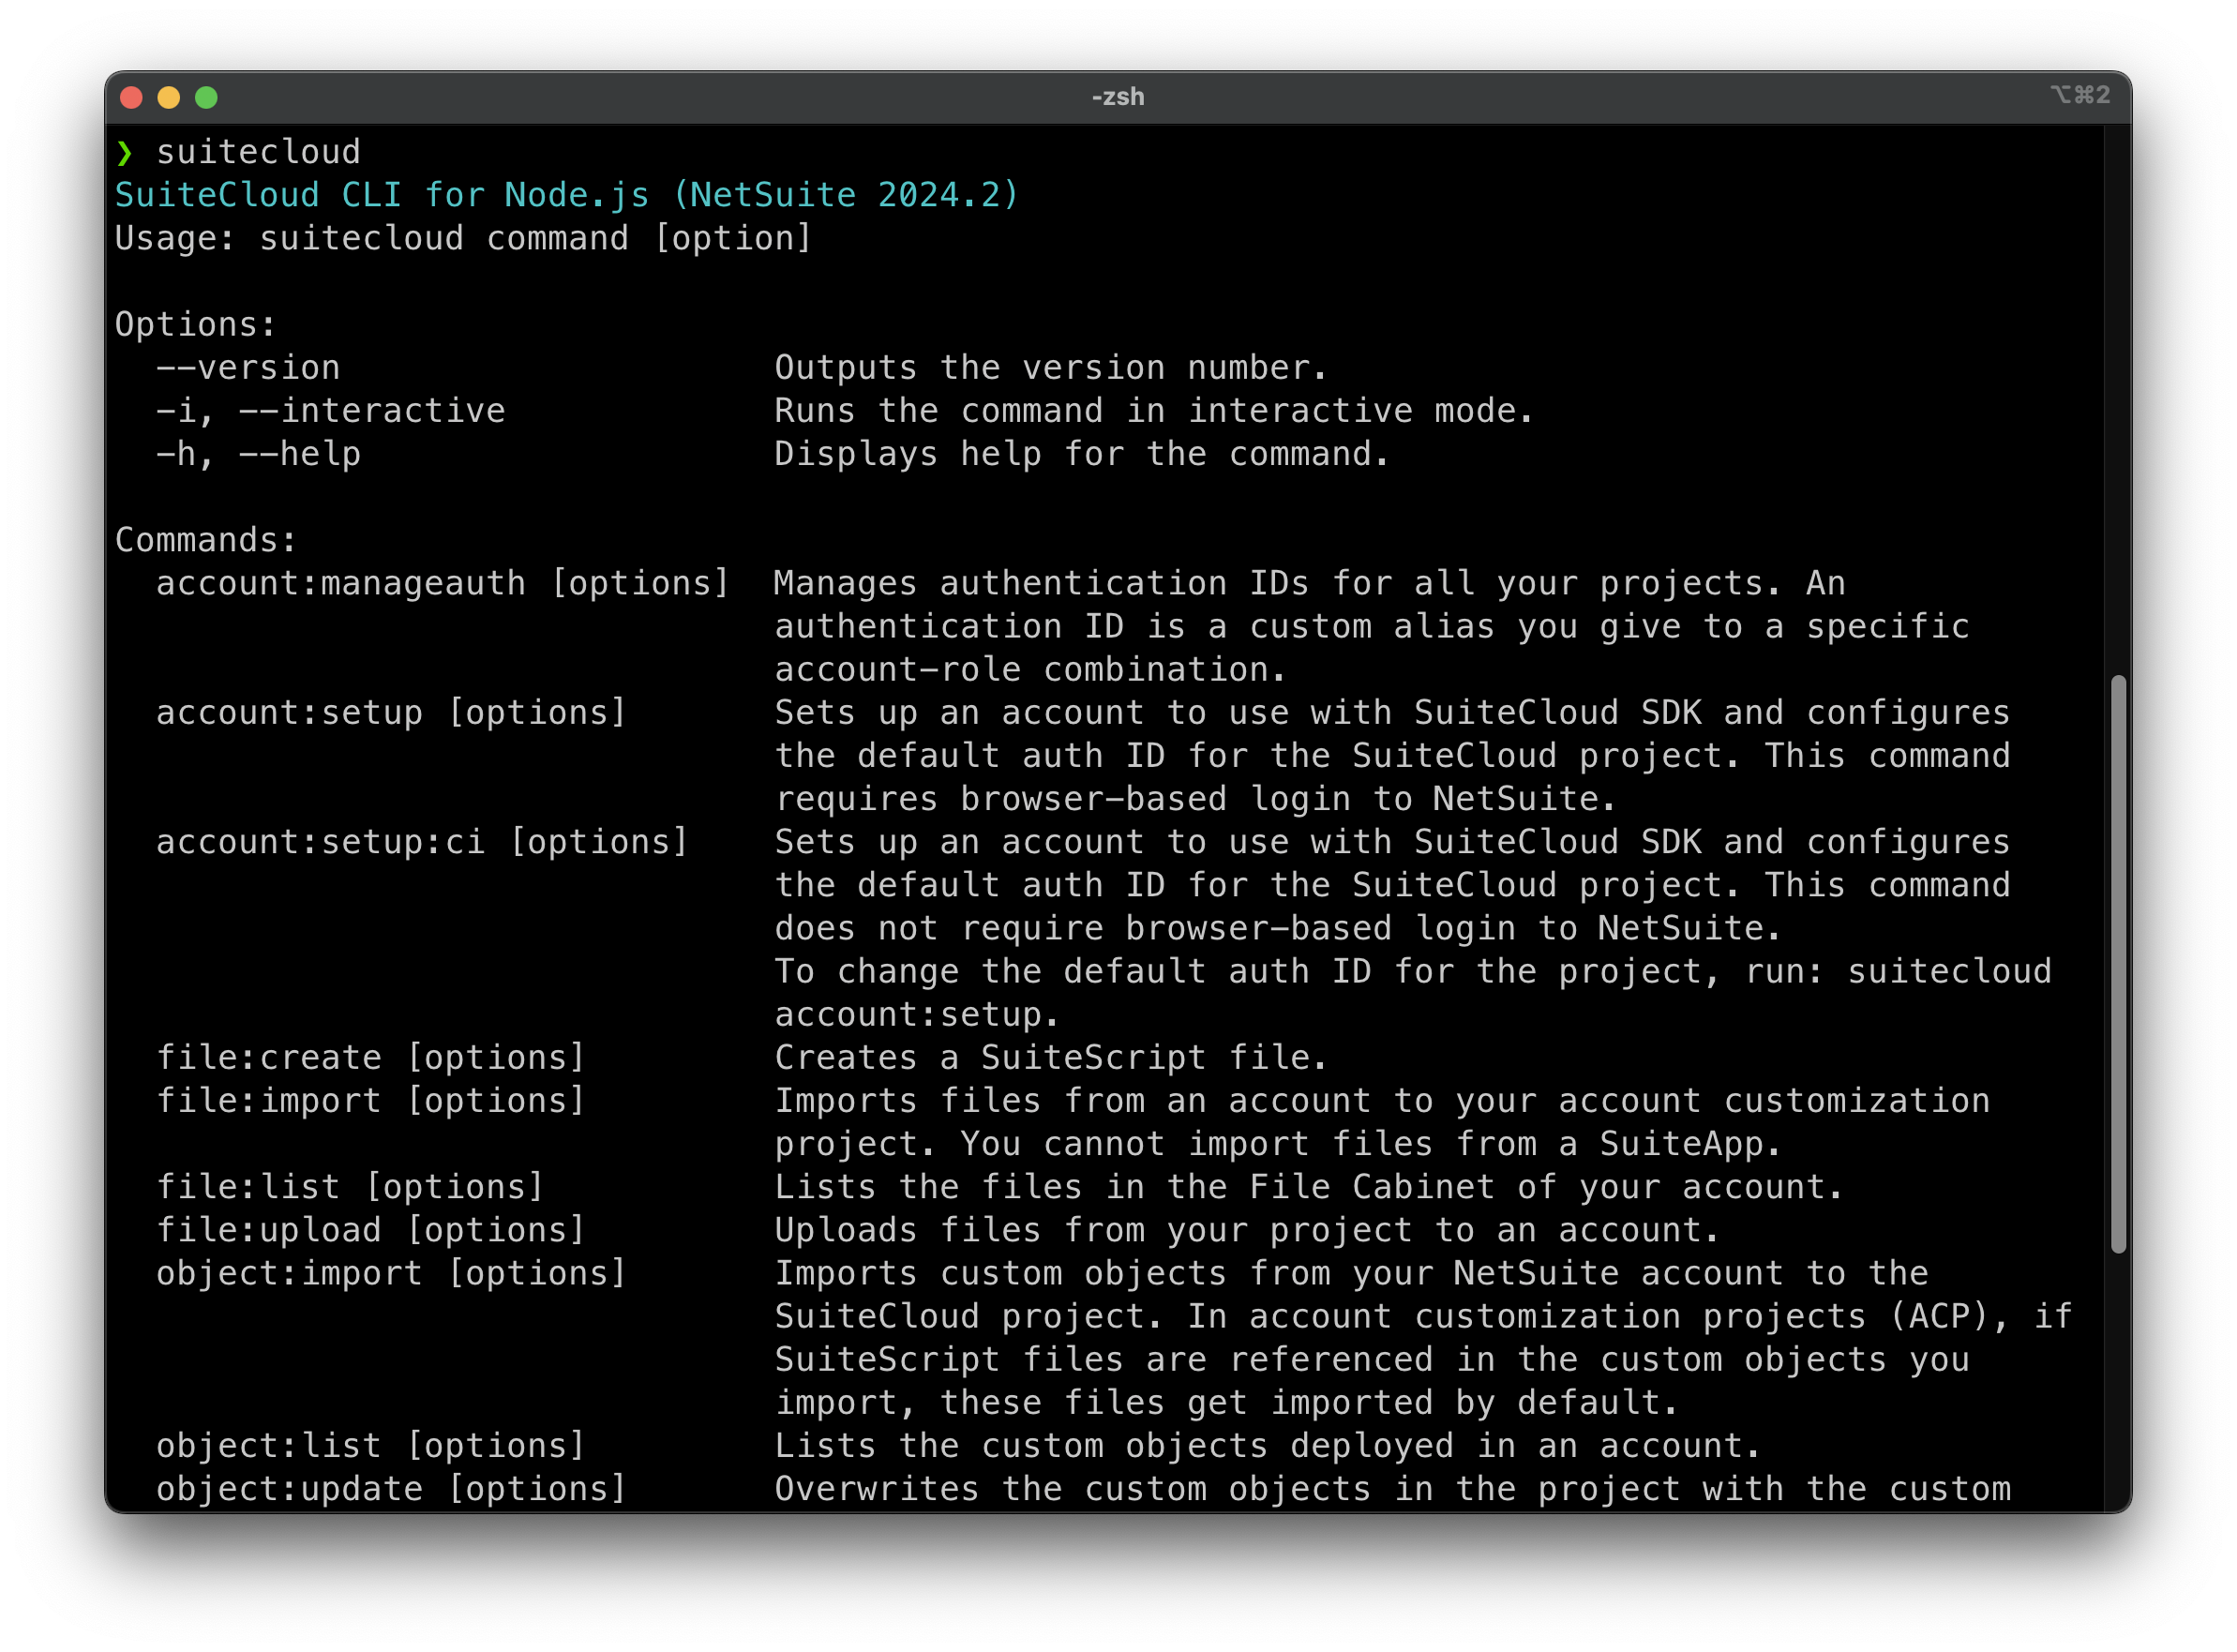 -zsh
⌥⌘2
❯ suitecloud
SuiteCloud CLI for Node.js (NetSuite 2024.2)
Usage: suitecloud command [option]
Options:
--version Outputs the version number.
-i, --interactive Runs the command in interactive mode.
-h, --help Displays help for the command.
Commands:
account:manageauth [options] Manages authentication IDs for all your projects. An
authentication ID is a custom alias you give to a specific
account-role combination.
account:setup [options] Sets up an account to use with SuiteCloud SDK and configures
the default auth ID for the SuiteCloud project. This command
requires browser-based login to NetSuite.
account:setup:ci [options] Sets up an account to use with SuiteCloud SDK and configures
the default auth ID for the SuiteCloud project. This command
does not require browser-based login to NetSuite.
To change the default auth ID for the project, run: suitecloud
account:setup.
file:create [options] Creates a SuiteScript file.
file:import [options] Imports files from an account to your account customization
project. You cannot import files from a SuiteApp.
file:list [options] Lists the files in the File Cabinet of your account.
file:upload [options] Uploads files from your project to an account.
object:import [options] Imports custom objects from your NetSuite account to the
SuiteCloud project. In account customization projects (ACP), if
SuiteScript files are referenced in the custom objects you
import, these files get imported by default.
object:list [options] Lists the custom objects deployed in an account.
object:update [options] Overwrites the custom objects in the project with the custom